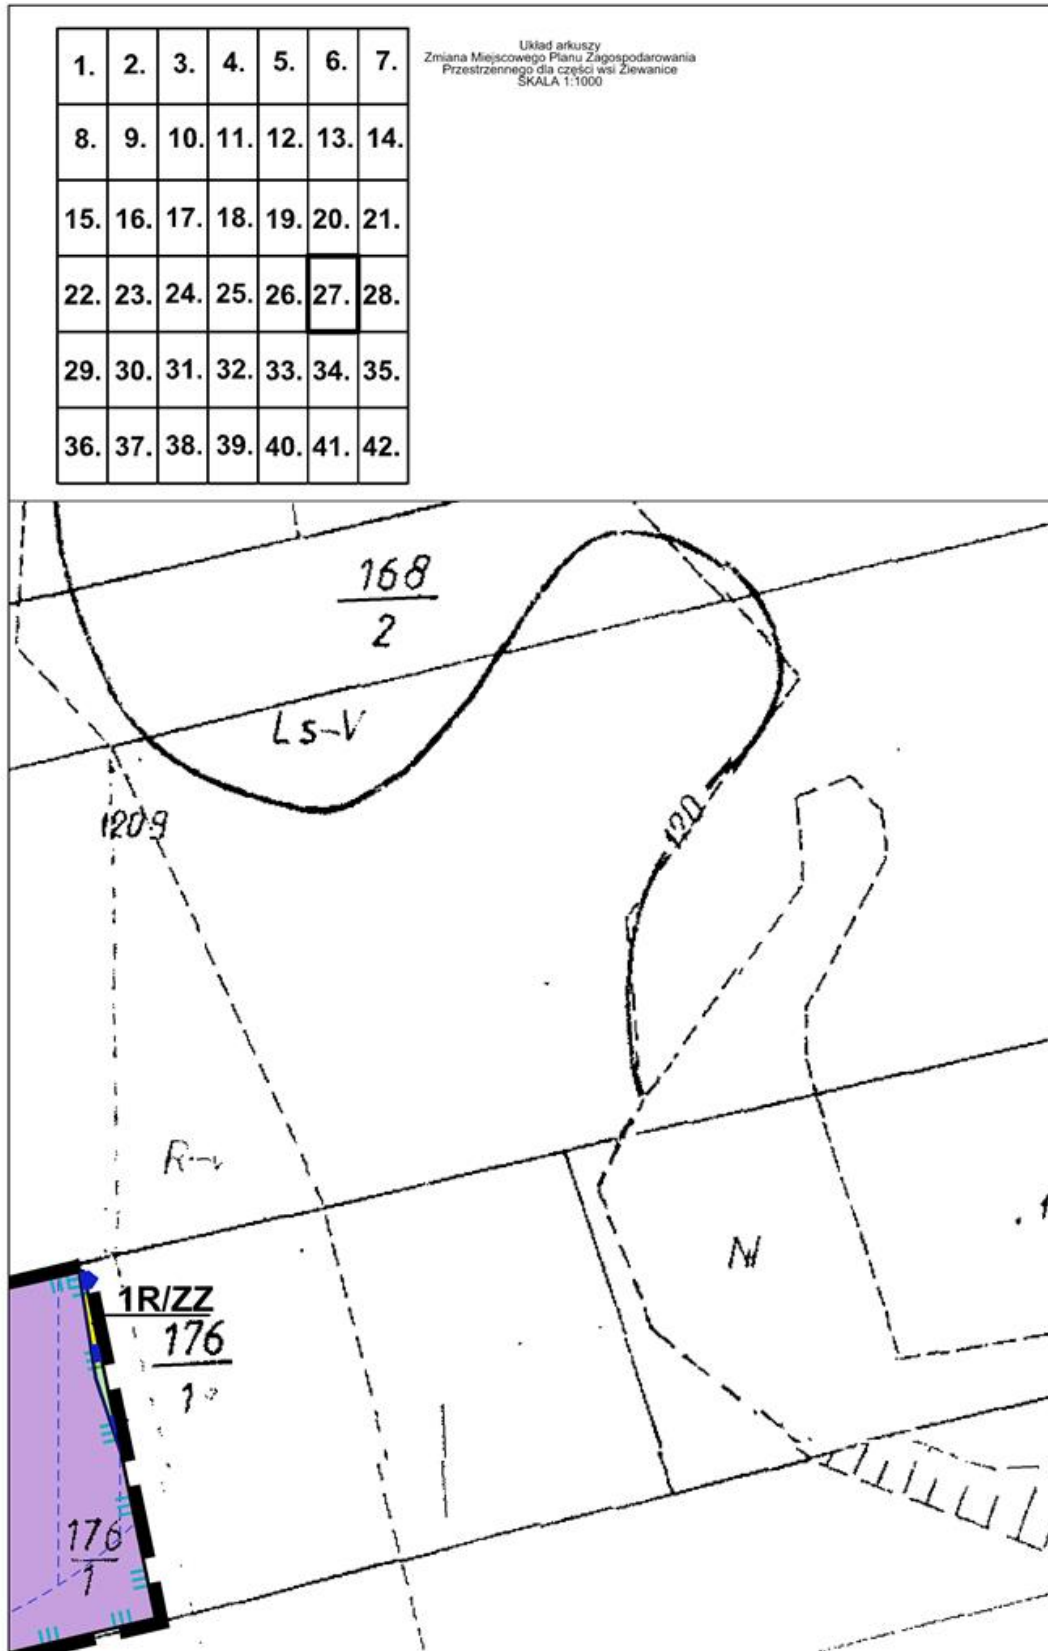 1. 2. 3. 4. 5. 6. 7.
Układ arkuszy
Zmiana Miejscowego Planu Zagospodarowania
Przestrzennego dla części wsi Ziewanice
SKALA 1:1000
8. 9. 10. 11. 12. 13. 14.
15. 16. 17. 18. 19. 20. 21.
22. 23. 24. 25. 26. 27. 28.
29. 30. 31. 32. 33. 34. 35.
36. 37. 38. 39. 40. 41. 42.
168
2
Ls-V
1209
120
R-V
N
1R/ZZ
176
1
176
1